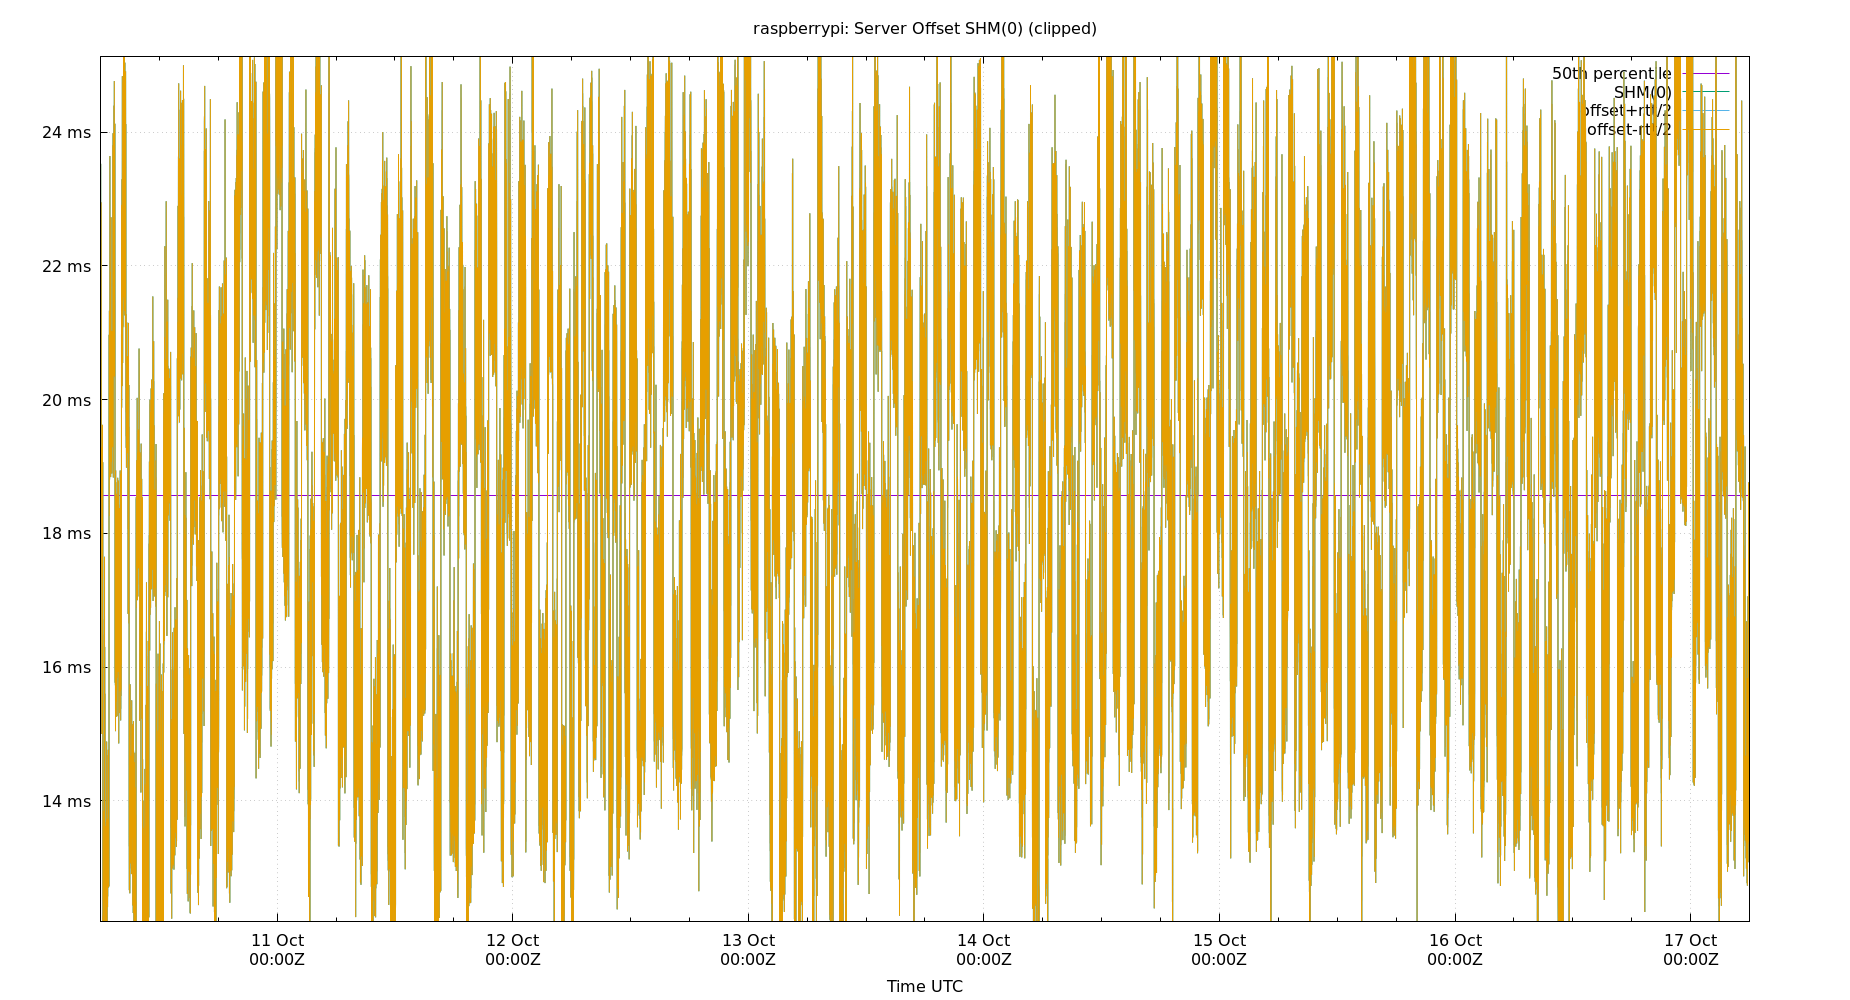 raspberrypi: Server Offset SHM(0) (clipped)
50th percentile
SHM(0)
offset+rtt/2
offset-rtt/2
24 ms
22 ms
20 ms
18 ms
16 ms
14 ms
11 Oct 12 Oct 13 Oct 14 Oct 15 Oct 16 Oct 17 Oct
00:00Z 00:00Z 00:00Z 00:00Z 00:00Z 00:00Z 00:00Z
Time UTC